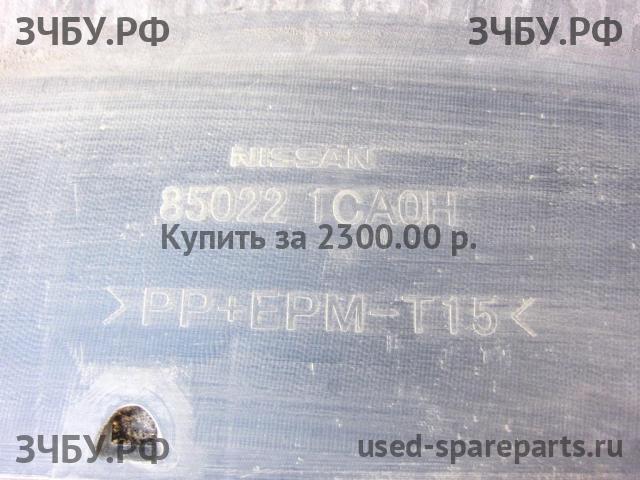 ЗЧБУ.РФ ЗЧБУ.РФ
NISSAN
85022 1CA0H
Купить за 2300.00 р.
>PP+EPM-T15<
ЗЧБУ.РФ used-spareparts.ru